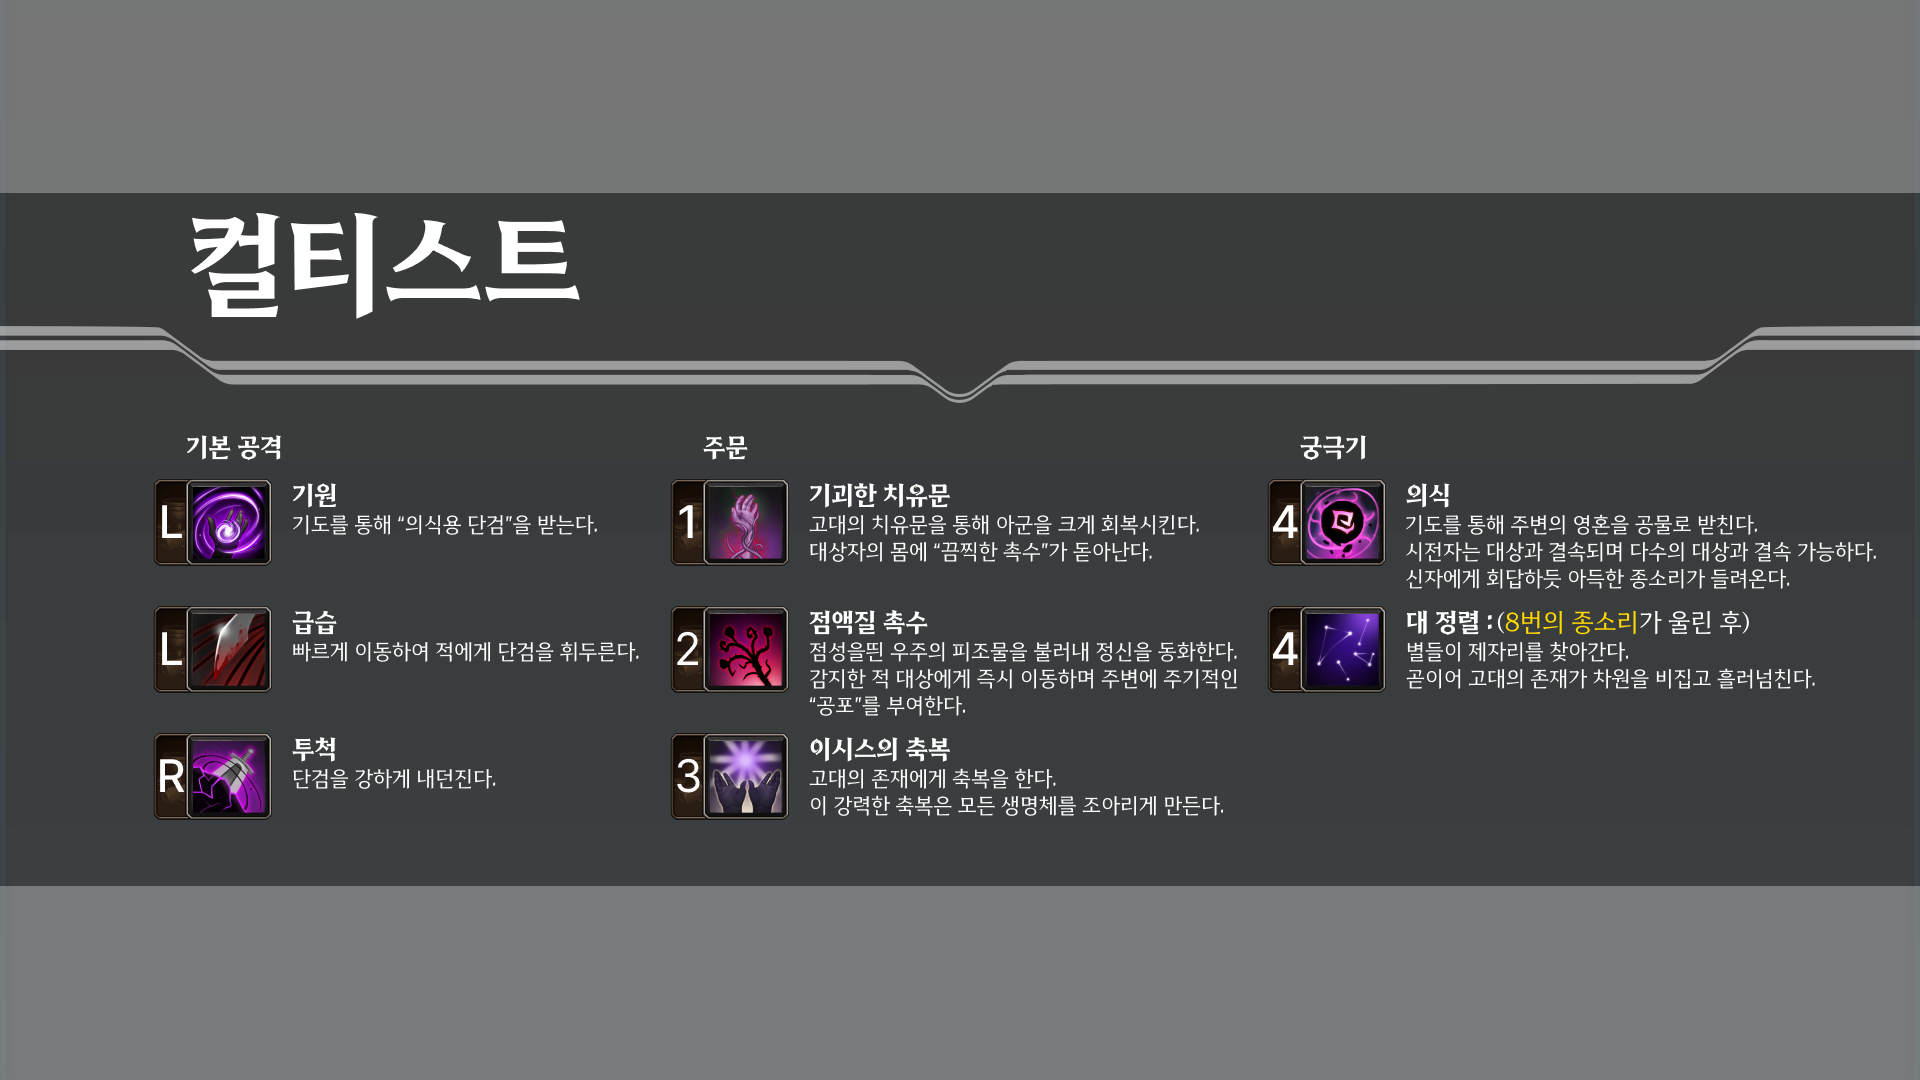 컬티스트
기본 공격
L
기원
기도를 통해 “의식용 단검”을 받는다.
L
급습
빠르게 이동하여 적에게 단검을 휘두른다.
R
투척
단검을 강하게 내던진다.
주문
1
기괴한 치유문
고대의 치유문을 통해 아군을 크게 회복시킨다.
대상자의 몸에 “끔찍한 촉수”가 돋아난다.
2
점액질 촉수
점성을띈 우주의 피조물을 불러내 정신을 동화한다.
감지한 적 대상에게 즉시 이동하며 주변에 주기적인
“공포”를 부여한다.
3
이시스의 축복
고대의 존재에게 축복을 한다.
이 강력한 축복은 모든 생명체를 조아리게 만든다.
궁극기
4
의식
기도를 통해 주변의 영혼을 공물로 받친다.
시전자는 대상과 결속되며 다수의 대상과 결속 가능하다.
신자에게 회답하듯 아득한 종소리가 들려온다.
4
대 정렬 : (8번의 종소리가 울린 후)
별들이 제자리를 찾아간다.
곧이어 고대의 존재가 차원을 비집고 흘러넘친다.